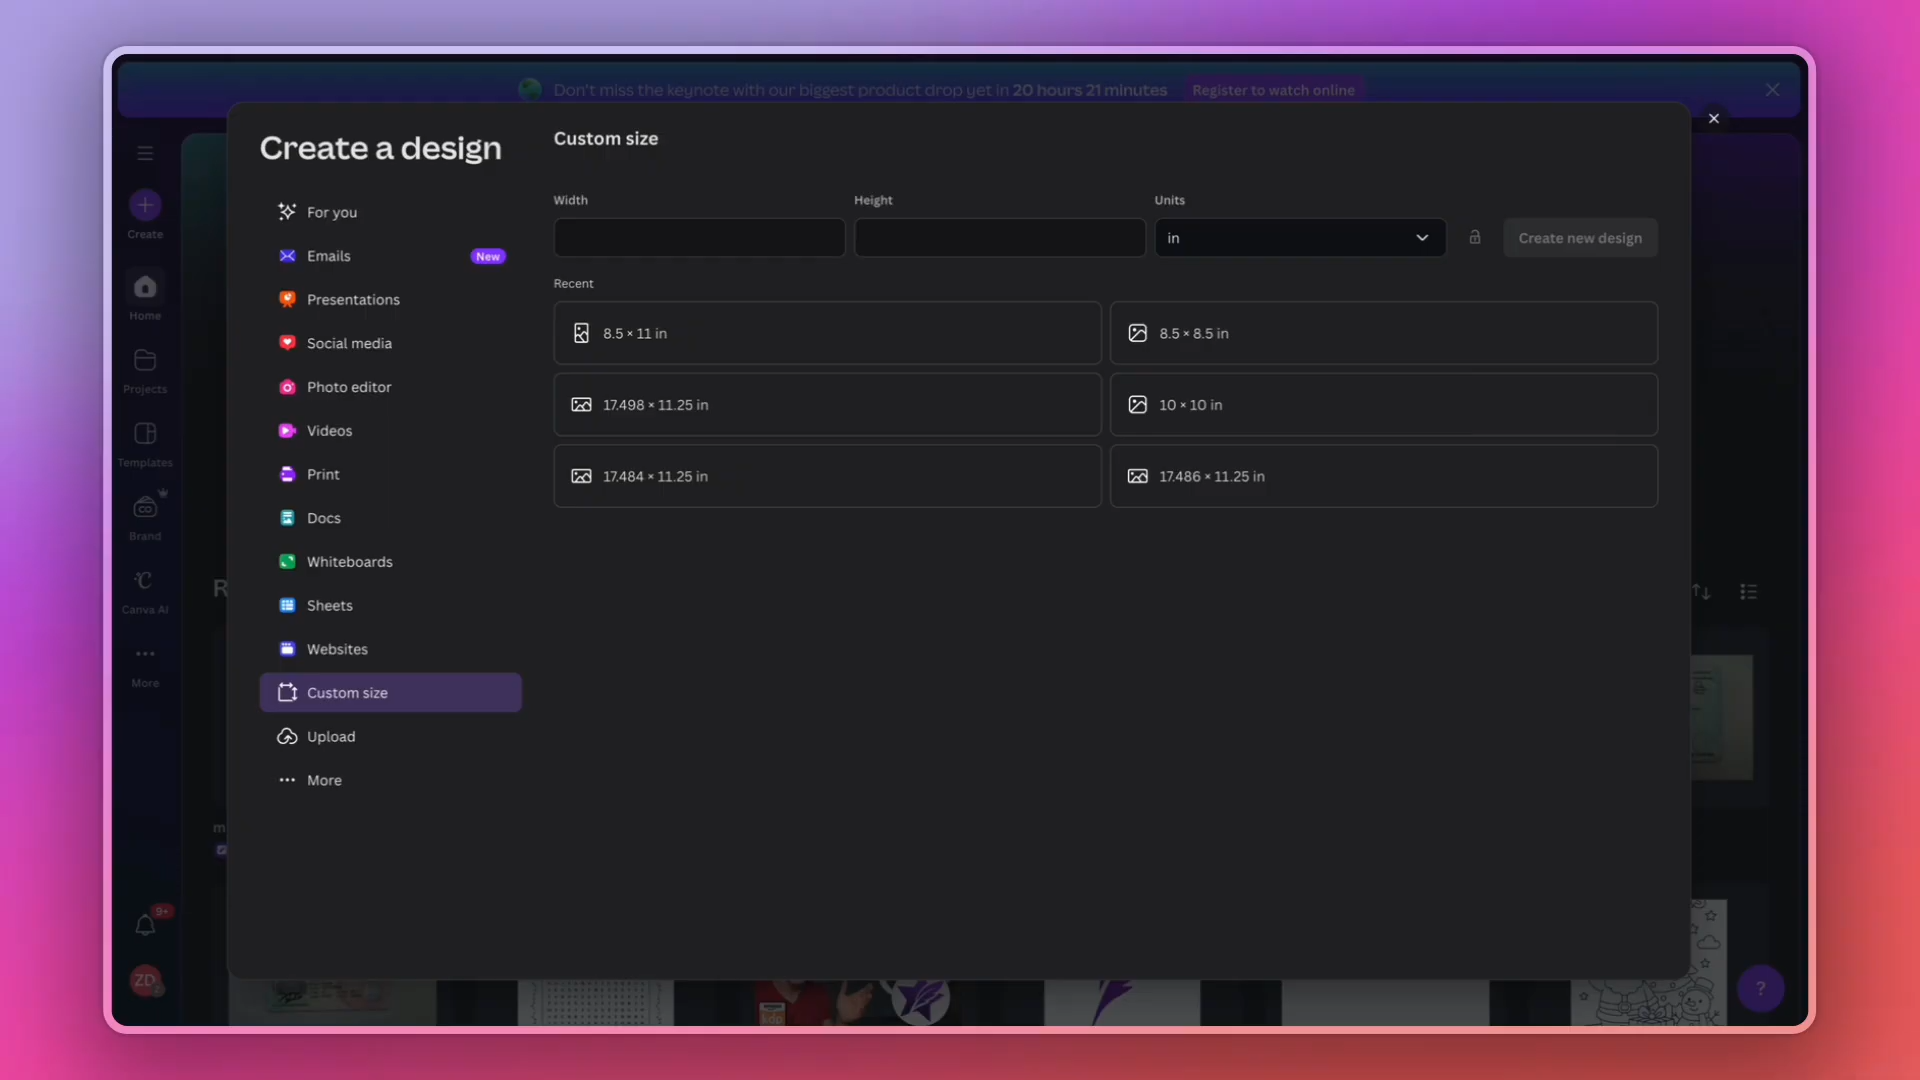 Don't miss the keynote with our biggest product drop yet in 20 hours 21 minutes
Register to watch online
Create a design
For you
Emails
New
Presentations
Social media
Photo editor
Videos
Print
Docs
Whiteboards
Sheets
Websites
Custom size
Upload
More
Custom size
Width
Height
Units
in
Create new design
Recent
8.5 × 11 in
8.5 × 8.5 in
17.498 × 11.25 in
10 × 10 in
17.484 × 11.25 in
17.486 × 11.25 in
Create
Home
Projects
Templates
CO
Brand
Canva AI
More
9+
ZD
2
R
m
kdp
?